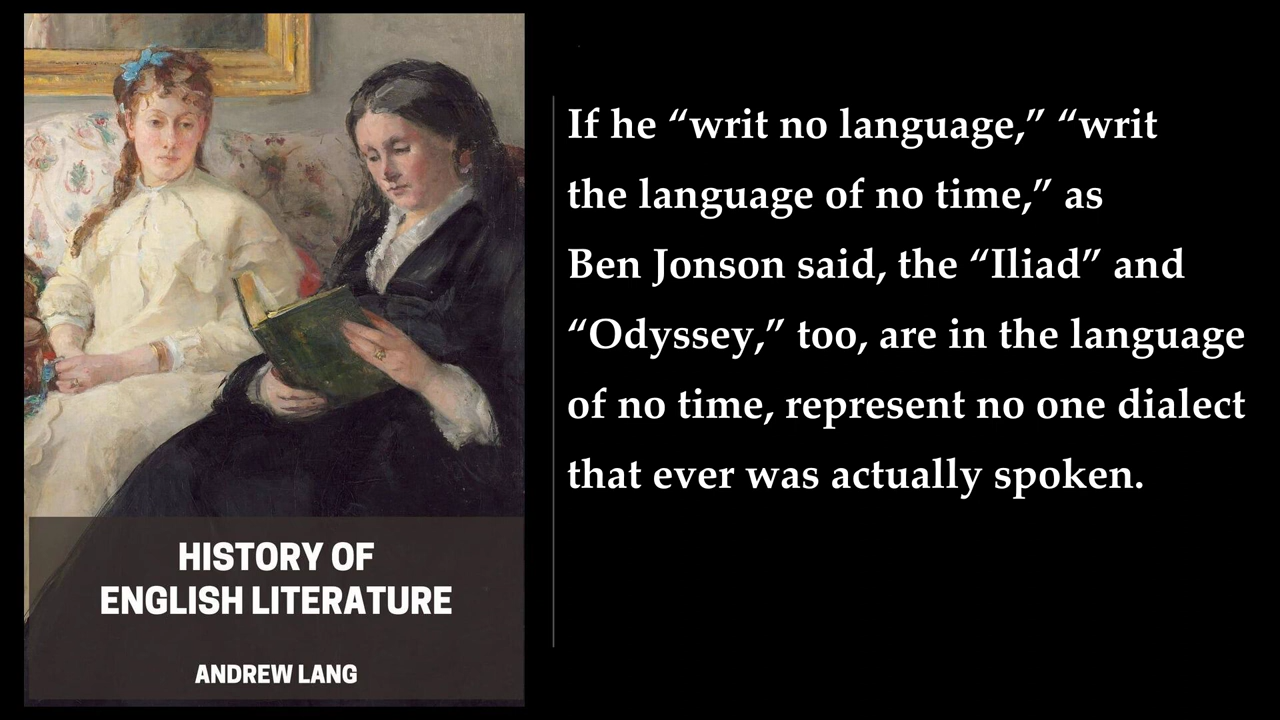 If he “writ no language,” “writ
the language of no time,” as
Ben Jonson said, the “Iliad” and
“Odyssey,” too, are in the language
of no time, represent no one dialect
that ever was actually spoken.
HISTORY OF
ENGLISH LITERATURE
ANDREW LANG